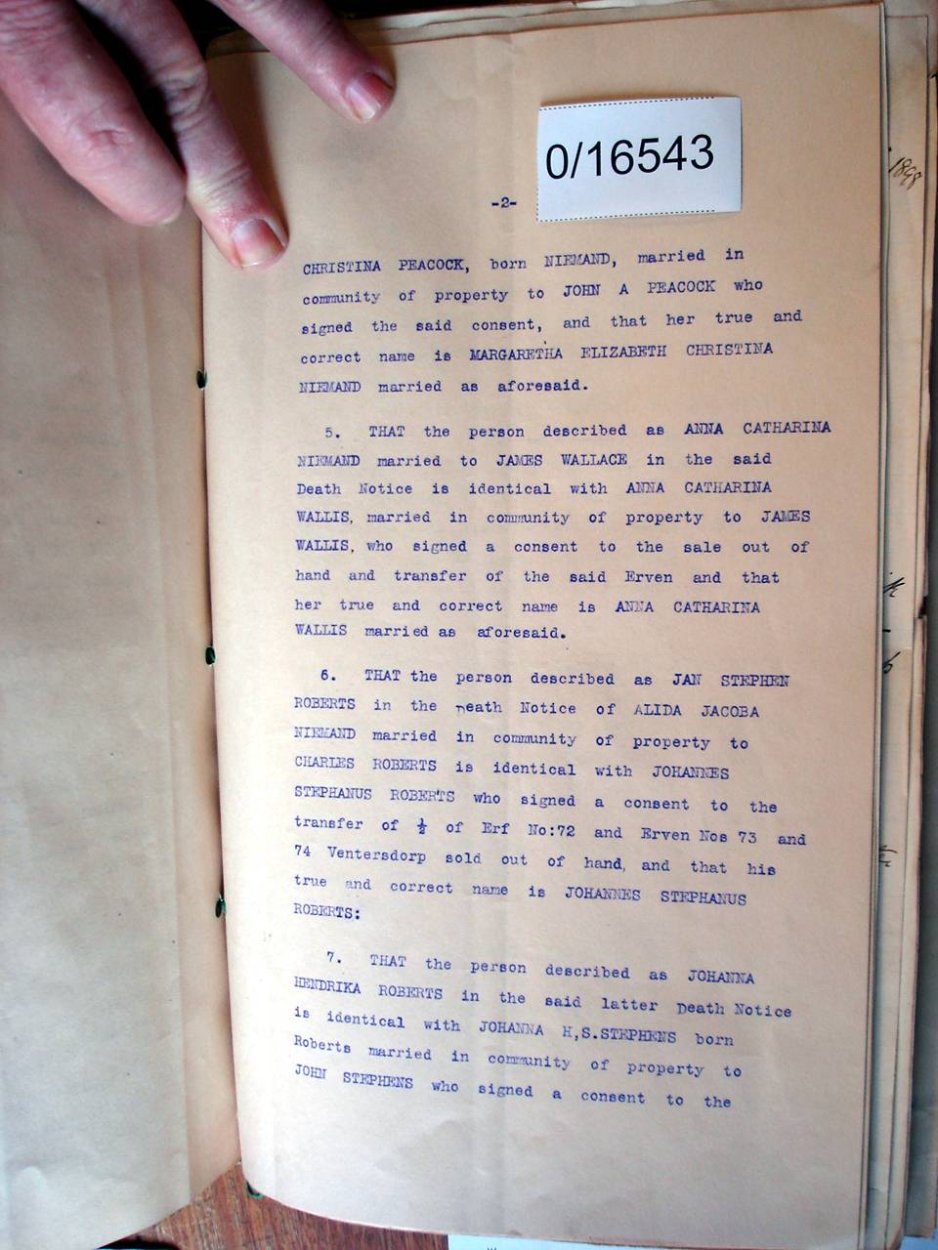 0/16543
1898
-2-
CHRISTINA PEACOCK, born NIEMAND, married in
community of property to JOHN A PEACOCK who
signed the said consent, and that her true and
correct name is MARGARETHA ELIZABETH CHRISTINA
NIEMAND married as aforesaid.
5. THAT the person described as ANNA CATHARINA
NIEMAND married to JAMES WALLACE in the said
Death Notice is identical with ANNA CATHARINA
WALLIS, married in community of property to JAMES
WALLIS, who signed a consent to the sale out of
hand and transfer of the said Erven and that
her true and correct name is ANNA CATHARINA
WALLIS married as aforesaid.
6. THAT the person described as JAN STEPHEN
ROBERTS in the Death Notice of ALIDA JACOBA
NIEMAND married in community of property to
CHARLES ROBERTS is identical with JOHANNES
STEPHANUS ROBERTS who signed a consent to the
transfer of ½ of Erf No:72 and Erven Nos 73 and
74 Ventersdorp sold out of hand, and that his
true and correct name is JOHANNES STEPHANUS
ROBERTS:
7. THAT the person described as JOHANNA
HENDRIKA ROBERTS in the said latter Death Notice
is identical with JOHANNA H,S.STEPHENS born
Roberts married in community of property to
JOHN STEPHENS who signed a consent to the